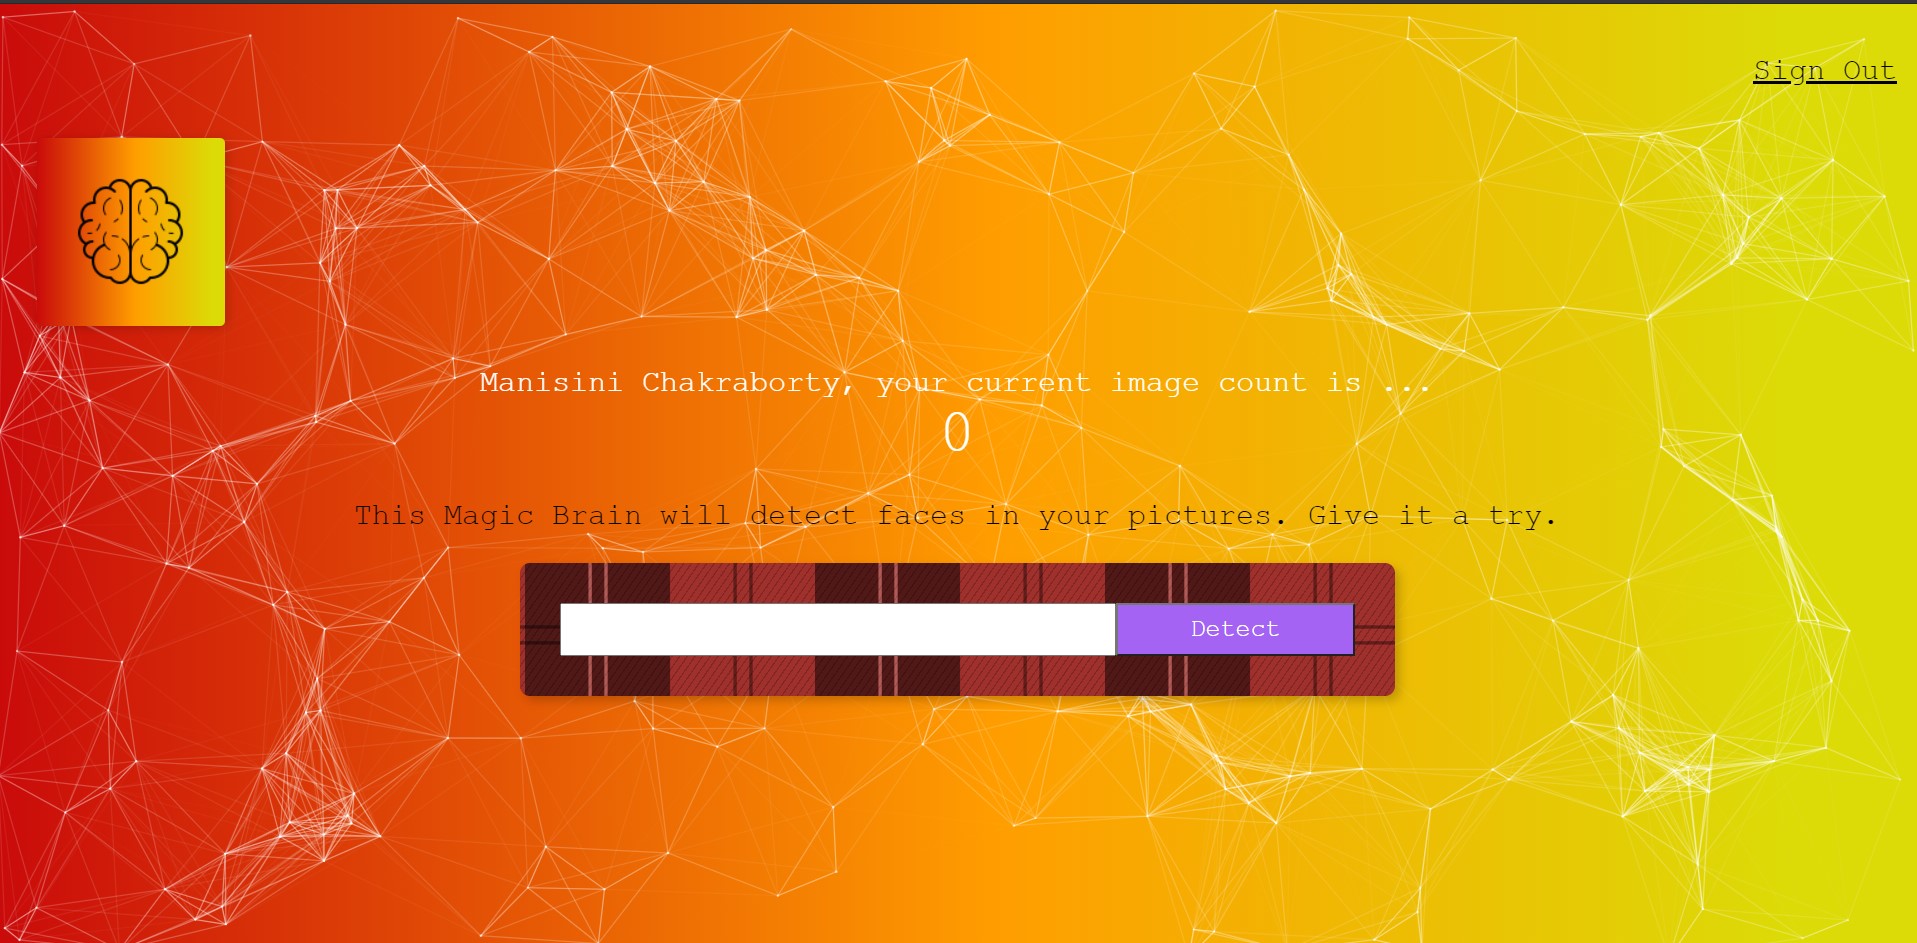 Sign Out
Manisini Chakraborty, your current image count is ...
0
This Magic Brain will detect faces in your pictures. Give it a try.
Detect